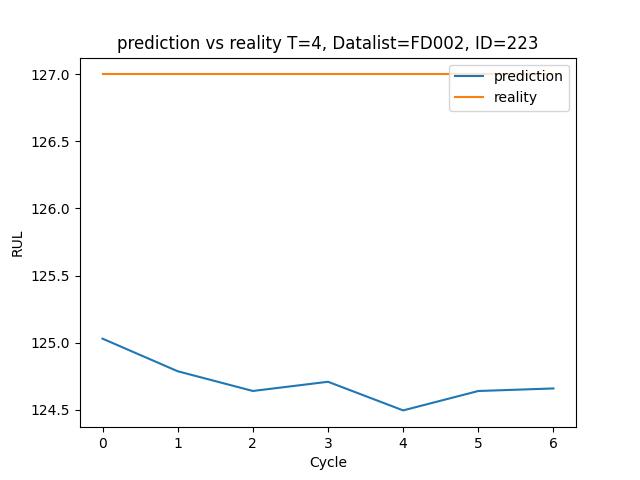 prediction vs reality T=4, Datalist=FD002, ID=223
127.0
126.5
126.0
125.5
125.0
124.5
RUL
prediction
reality
0 1 2 3 4 5 6
Cycle